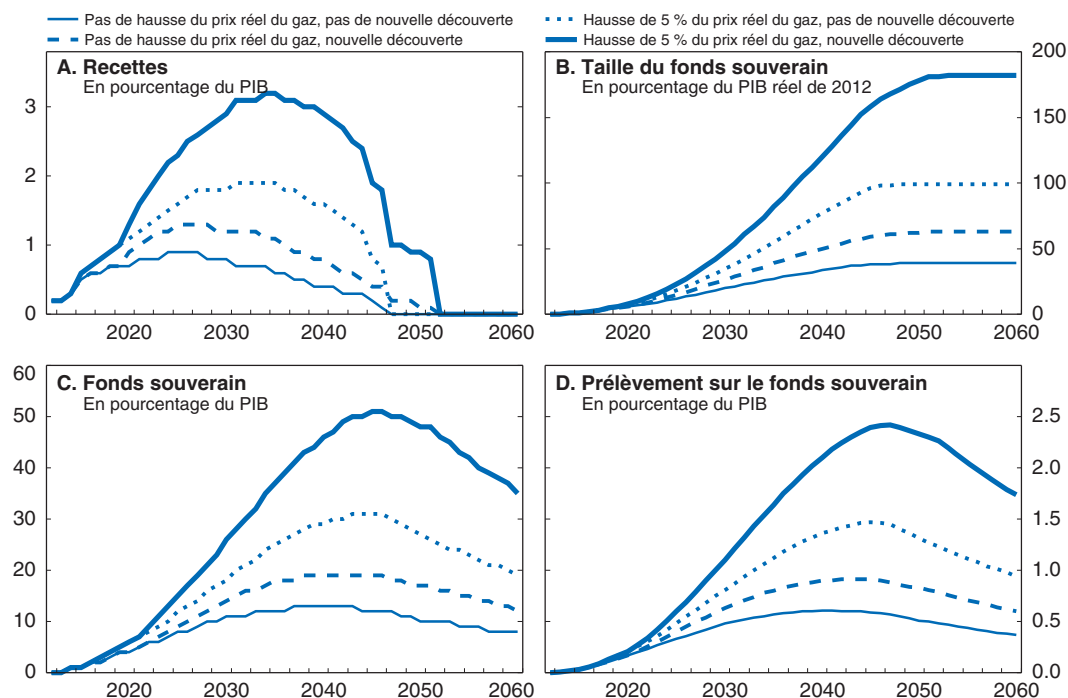 Pas de hausse du prix réel du gaz, pas de nouvelle découverte
Pas de hausse du prix réel du gaz, nouvelle découverte
Hausse de 5 % du prix réel du gaz, pas de nouvelle découverte
Hausse de 5 % du prix réel du gaz, nouvelle découverte
A. Recettes
En pourcentage du PIB
3
2
1
0
2020 2030 2040 2050 2060
B. Taille du fonds souverain
En pourcentage du PIB réel de 2012
200
150
100
50
0
2020 2030 2040 2050 2060
C. Fonds souverain
En pourcentage du PIB
60
50
40
30
20
10
0
2020 2030 2040 2050 2060
D. Prélèvement sur le fonds souverain
En pourcentage du PIB
2.5
2.0
1.5
1.0
0.5
0.0
2020 2030 2040 2050 2060